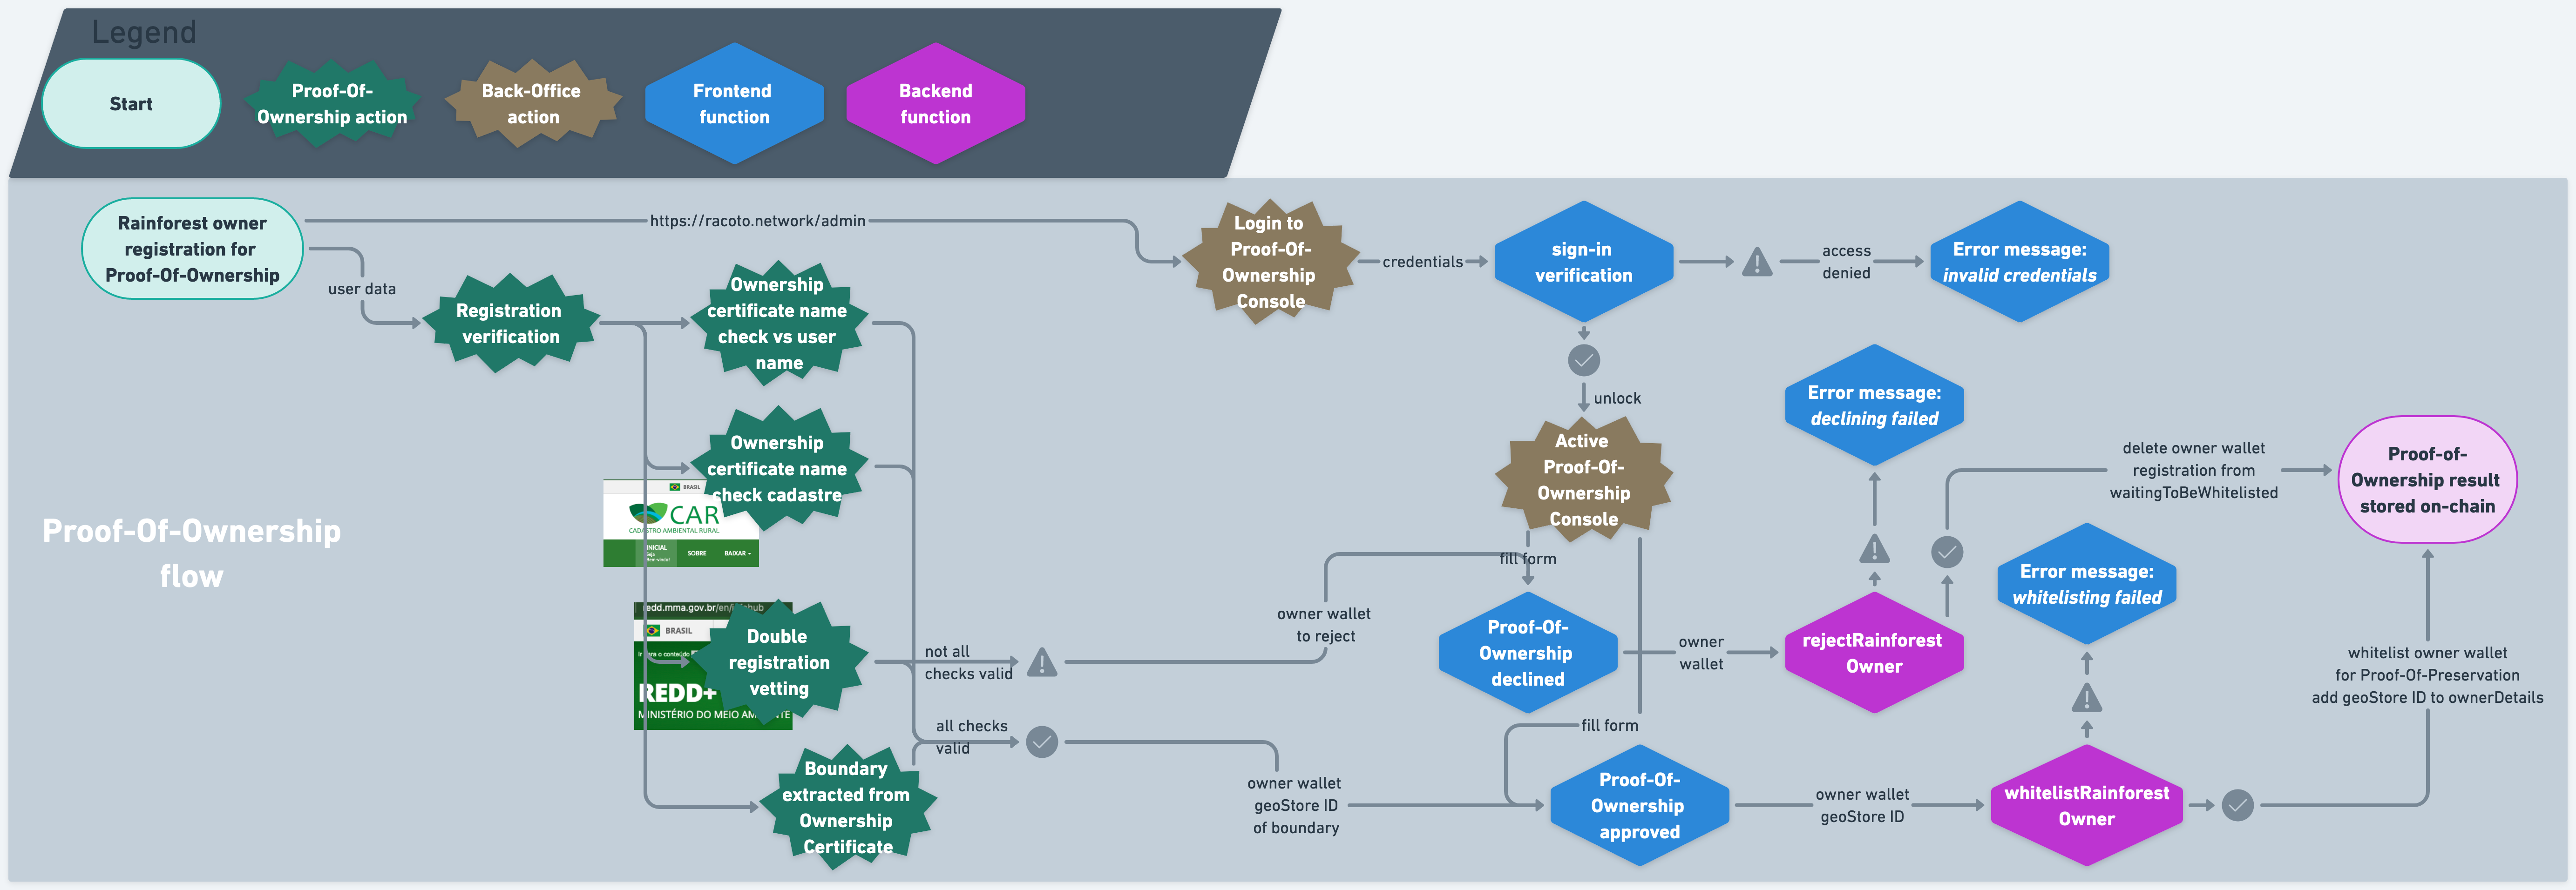 Legend
Start
Proof-Of-
Ownership action
Back-Office
action
Frontend
function
Backend
function
Rainforest owner
registration for
Proof-Of-Ownership
https://racoto.network/admin
user data
Registration
verification
Ownership
certificate name
check vs user
name
Ownership
certificate name
check cadastre
BRASIL
CAR
CADASTRO AMBIENTAL RURAL
INICIAL
SOBRE
BAIXAR
redd.mma.gov.br/en/
BRASIL
REDD+
MINISTÉRIO DO MEIO AMBIENTE
Double
registration
vetting
Boundary
extracted from
Ownership
Certificate
Proof-Of-Ownership
flow
not all
checks valid
all checks
valid
owner wallet
to reject
owner wallet
geoStore ID
of boundary
Login to
Proof-Of-
Ownership
Console
credentials
sign-in
verification
access
denied
Error message:
invalid credentials
unlock
Active
Proof-Of-
Ownership
Console
fill form
Proof-Of-
Ownership
declined
owner
wallet
rejectRainforest
Owner
Error message:
declining failed
delete owner wallet
registration from
waitingToBeWhitelisted
Proof-of-
Ownership result
stored on-chain
fill form
Proof-Of-
Ownership
approved
owner wallet
geoStore ID
whitelistRainforest
Owner
Error message:
whitelisting failed
whitelist owner wallet
for Proof-Of-Preservation
add geoStore ID to ownerDetails